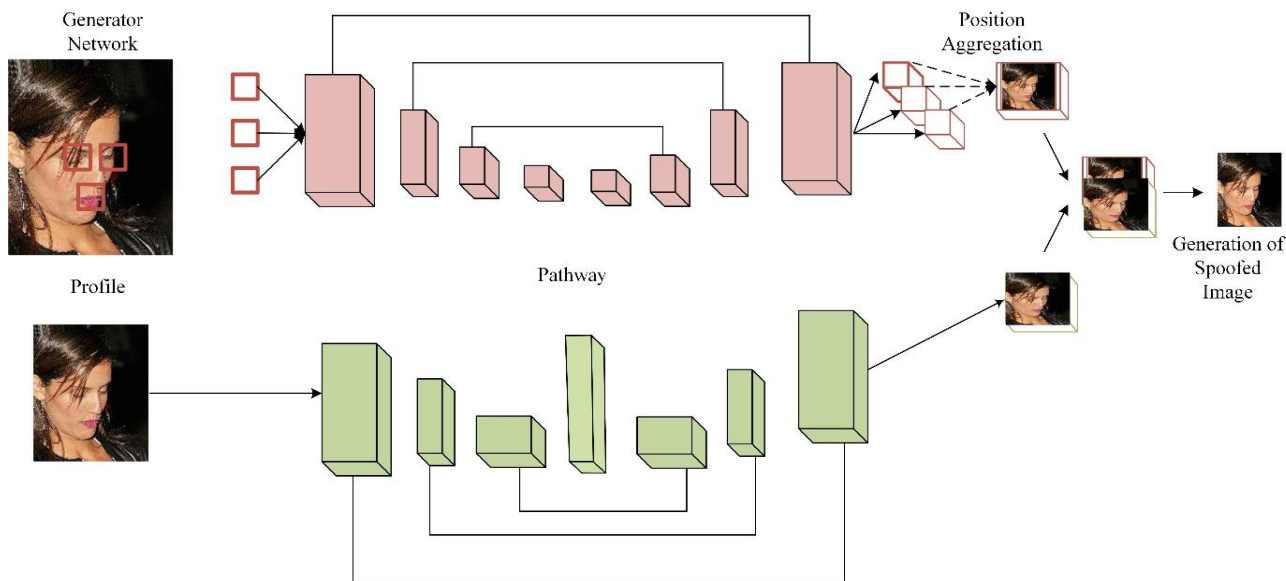 Generator
Network
Position
Aggregation
Generation of
Spoofed
Image
Profile
Pathway